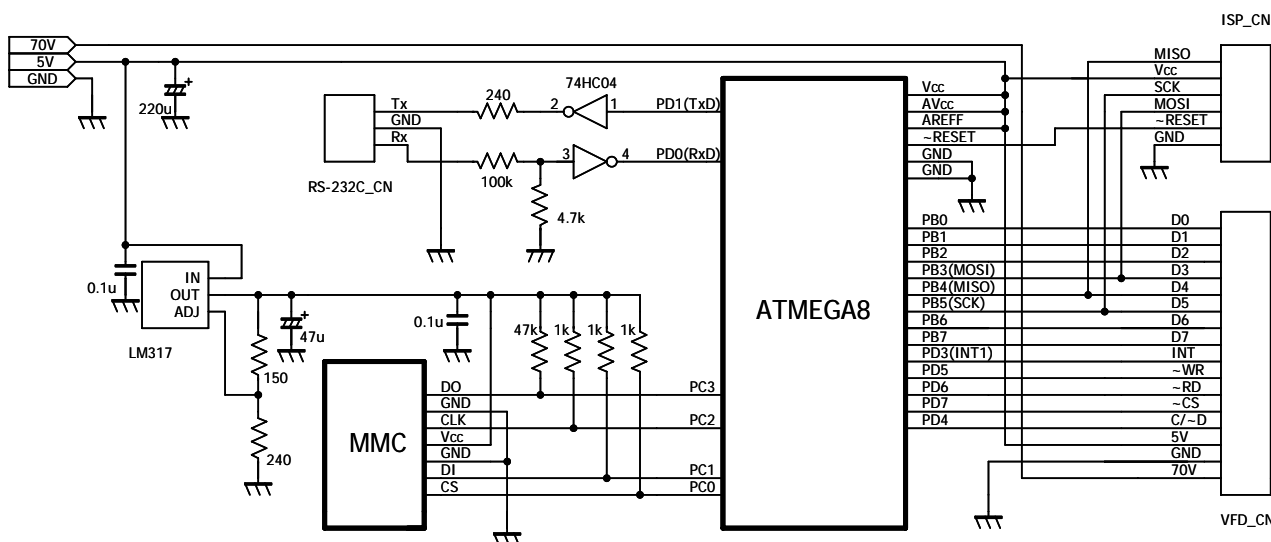 ISP_CN
70V
5V
GND
220u
MISO
Vcc
SCK
MOSI
~RESET
GND
74HC04
Tx
GND
Rx
240
2
1
PD1(TxD)
100k
3
4
PD0(RxD)
4.7k
RS-232C_CN
Vcc
AVcc
AREFF
~RESET
GND
GND
0.1u
IN
OUT
ADJ
LM317
47u
150
240
0.1u
47k
1k
1k
1k
ATMEGA8
MMC
DO
GND
CLK
Vcc
GND
DI
CS
PC3
PC2
PC1
PC0
PB0
PB1
PB2
PB3(MOSI)
PB4(MISO)
PB5(SCK)
PB6
PB7
PD3(INT1)
PD5
PD6
PD7
PD4
D0
D1
D2
D3
D4
D5
D6
D7
INT
~WR
~RD
~CS
C/~D
5V
GND
70V
VFD_CN